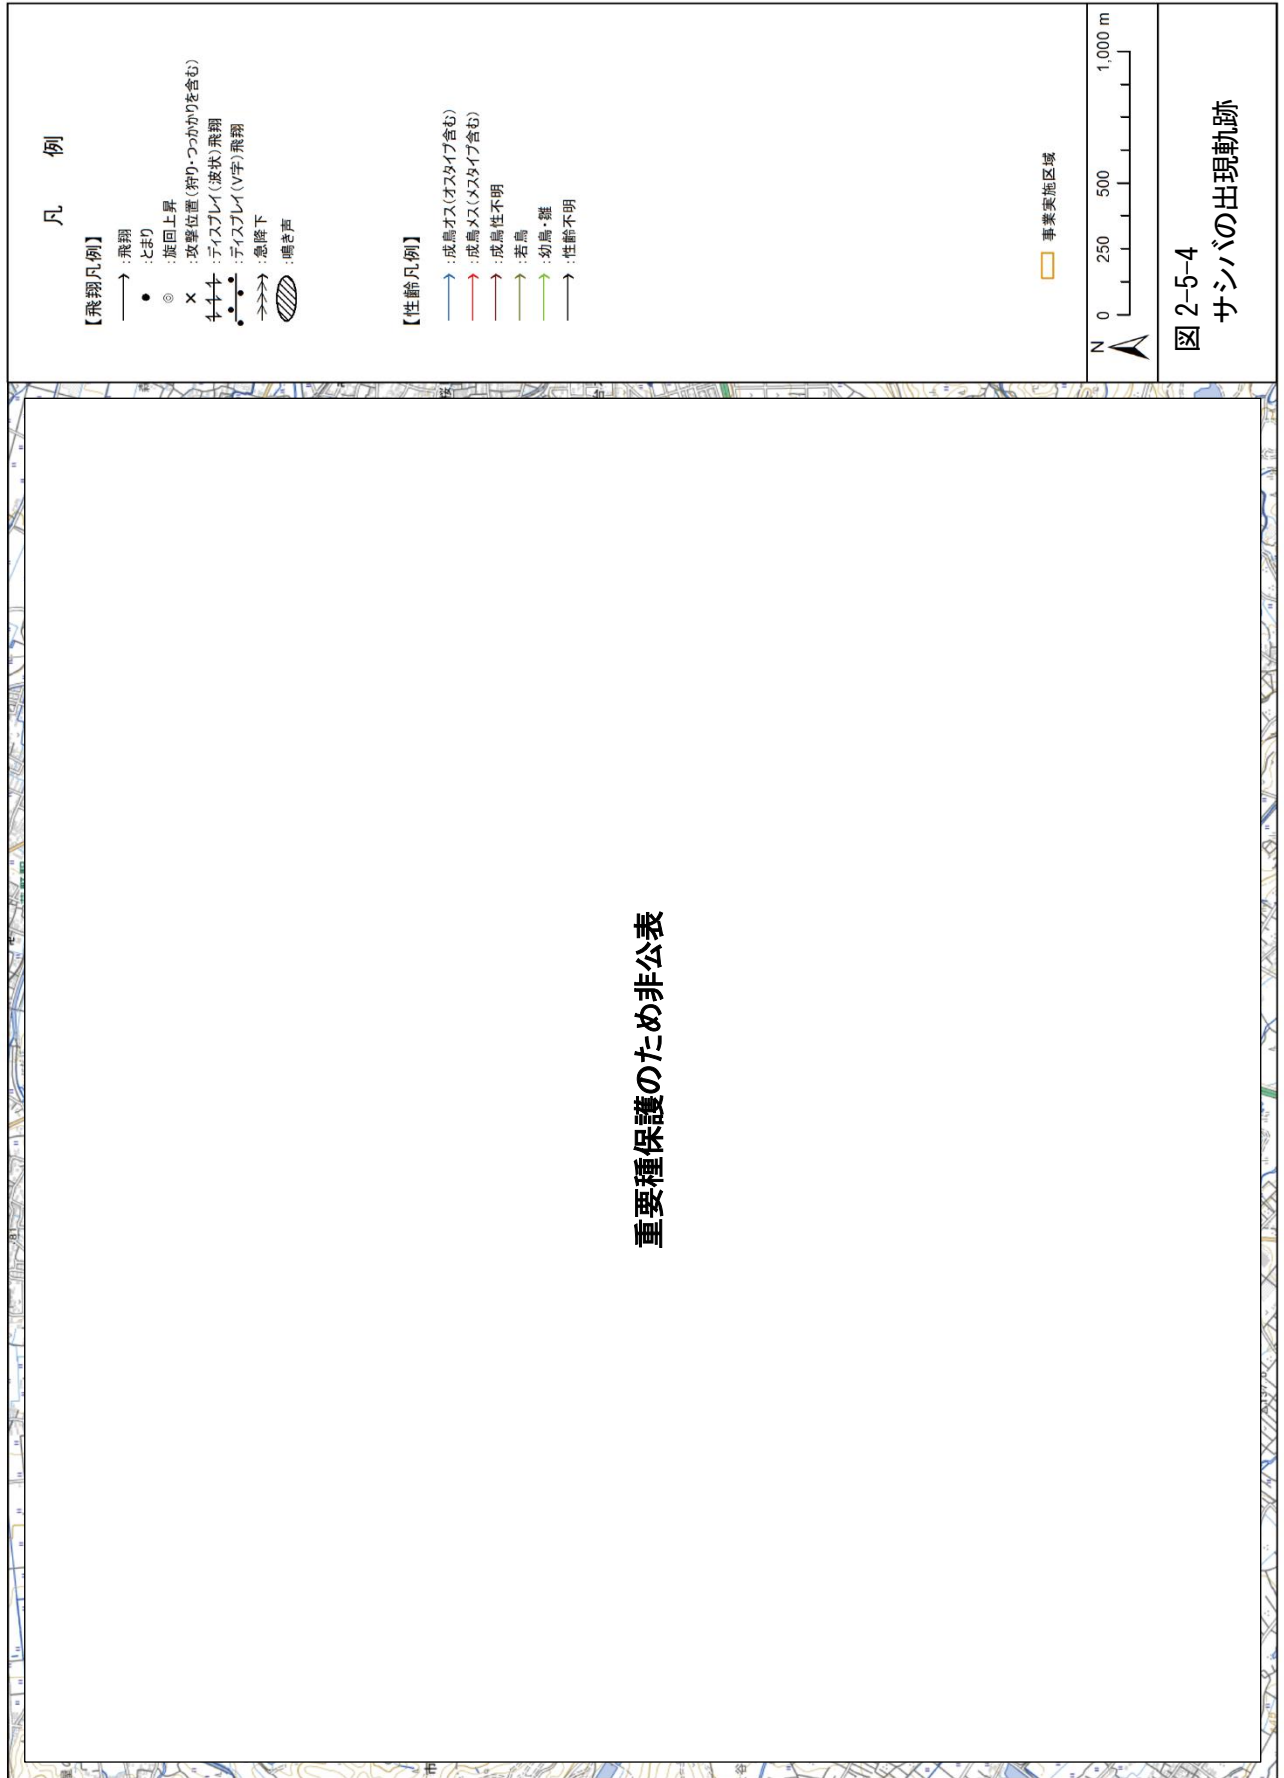 凡 例
【飛翔凡例】
:飛翔
:とまり
:旋回上昇
:攻撃位置(狩り・つっかかりを含む)
:ディスプレイ(波状)飛翔
:ディスプレイ(V字)飛翔
:急降下
:鳴き声
【性齢凡例】
:成鳥オス(オスタイプ含む)
:成鳥メス(メスタイプ含む)
:成鳥性不明
:若鳥
:幼鳥・雛
:性齢不明
事業実施区域
N
0 250 500 1,000 m
図 2-5-4
サシバの出現軌跡
重要種保護のため非公表